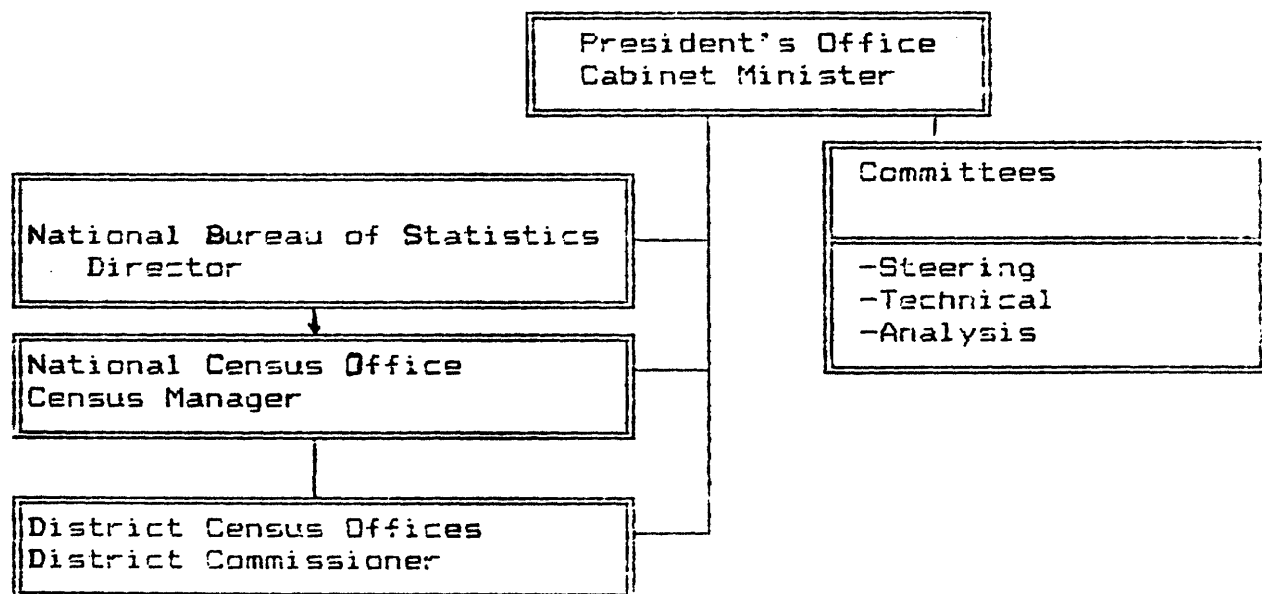 President's Office
Cabinet Minister
Committees
-Steering
-Technical
-Analysis
National Bureau of Statistics
Director
National Census Office
Census Manager
District Census Offices
District Commissioner